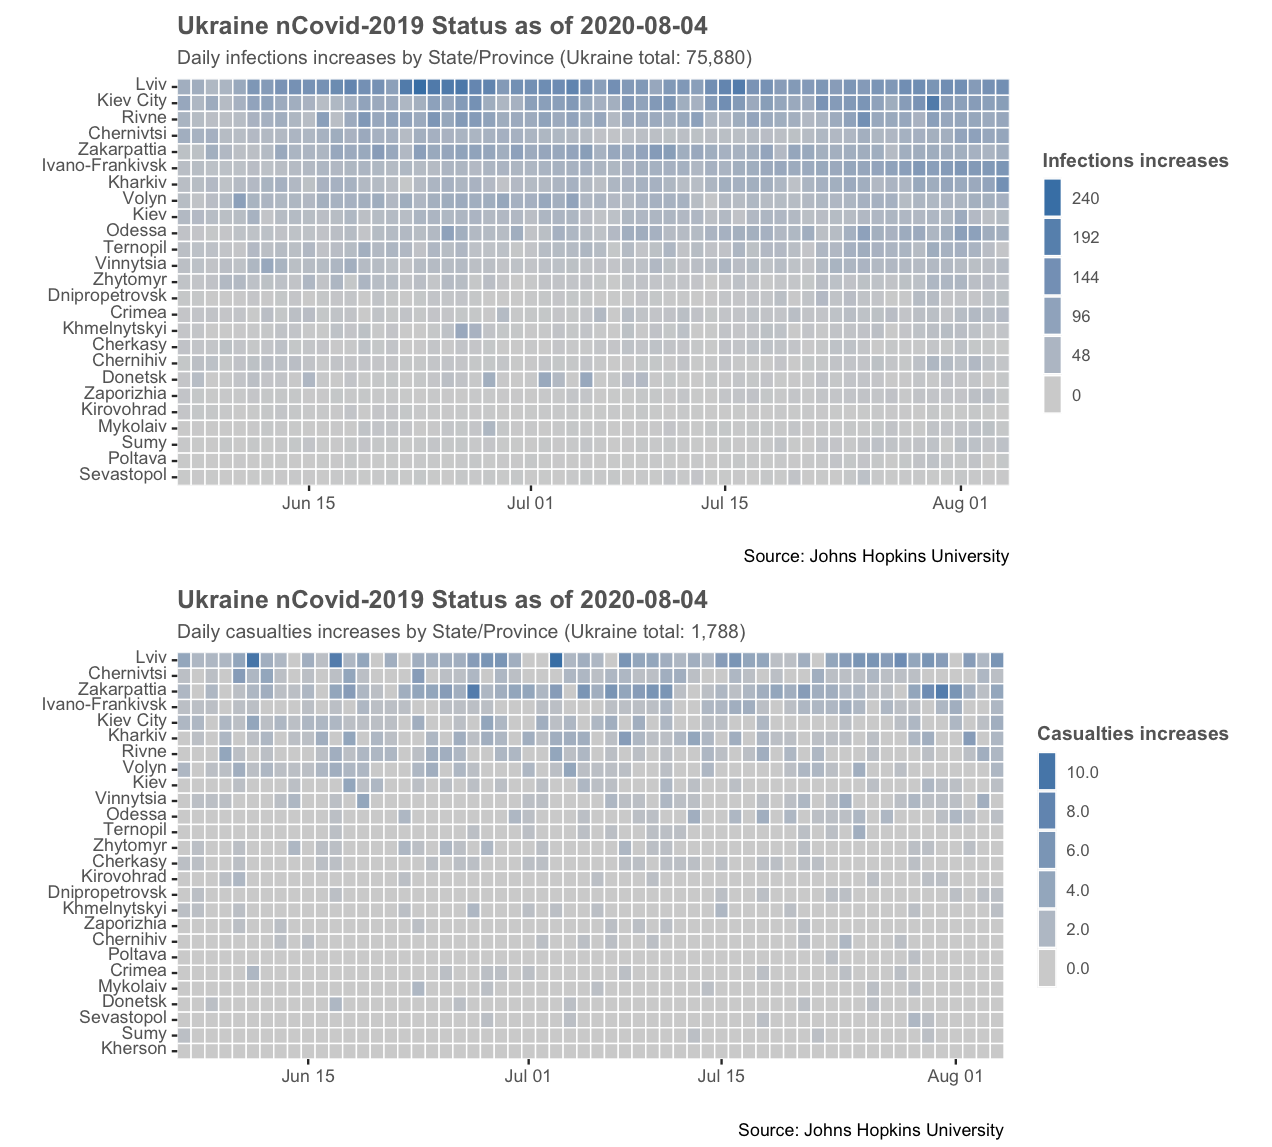 Ukraine nCovid-2019 Status as of 2020-08-04
Daily infections increases by State/Province (Ukraine total: 75,880)
Lviv
Kiev City
Rivne
Chernivtsi
Zakarpattia
Ivano-Frankivsk
Kharkiv
Volyn
Kiev
Odessa
Ternopil
Vinnytsia
Zhytomyr
Dnipropetrovsk
Crimea
Khmelnytskyi
Cherkasy
Chernihiv
Donetsk
Zaporizhia
Kirovohrad
Mykolaiv
Sumy
Poltava
Sevastopol
Jun 15
Jul 01
Jul 15
Aug 01
Infections increases
240
192
144
96
48
0
Source: Johns Hopkins University
Ukraine nCovid-2019 Status as of 2020-08-04
Daily casualties increases by State/Province (Ukraine total: 1,788)
Lviv
Chernivtsi
Zakarpattia
Ivano-Frankivsk
Kiev City
Kharkiv
Rivne
Volyn
Kiev
Vinnytsia
Odessa
Ternopil
Zhytomyr
Cherkasy
Kirovohrad
Dnipropetrovsk
Khmelnytskyi
Zaporizhia
Chernihiv
Poltava
Crimea
Mykolaiv
Donetsk
Sevastopol
Sumy
Kherson
Jun 15
Jul 01
Jul 15
Aug 01
Casualties increases
10.0
8.0
6.0
4.0
2.0
0.0
Source: Johns Hopkins University